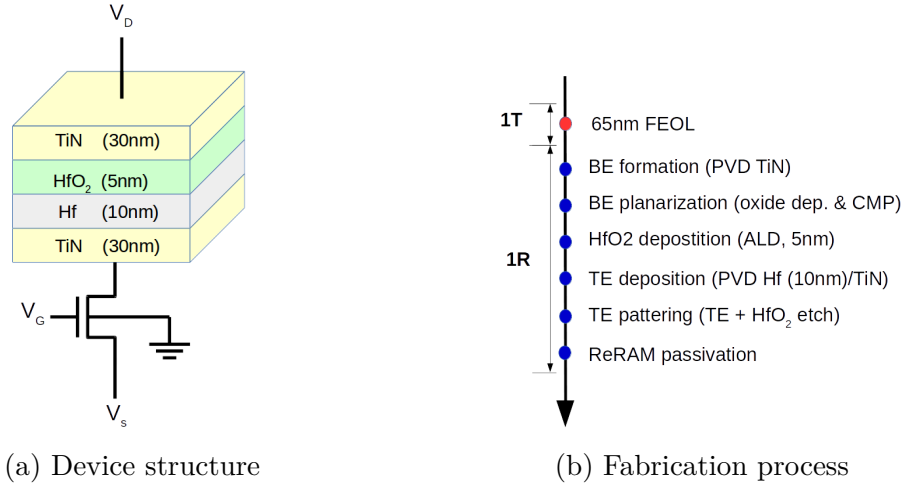 V_D
TiN (30nm)
HfO_2 (5nm)
Hf (10nm)
TiN (30nm)
V_G
V_s
(a) Device structure
1T
65nm FEOL
BE formation (PVD TiN)
BE planarization (oxide dep. & CMP)
HfO2 depostition (ALD, 5nm)
1R
TE deposition (PVD Hf (10nm)/TiN)
TE pattering (TE + HfO_2 etch)
ReRAM passivation
(b) Fabrication process